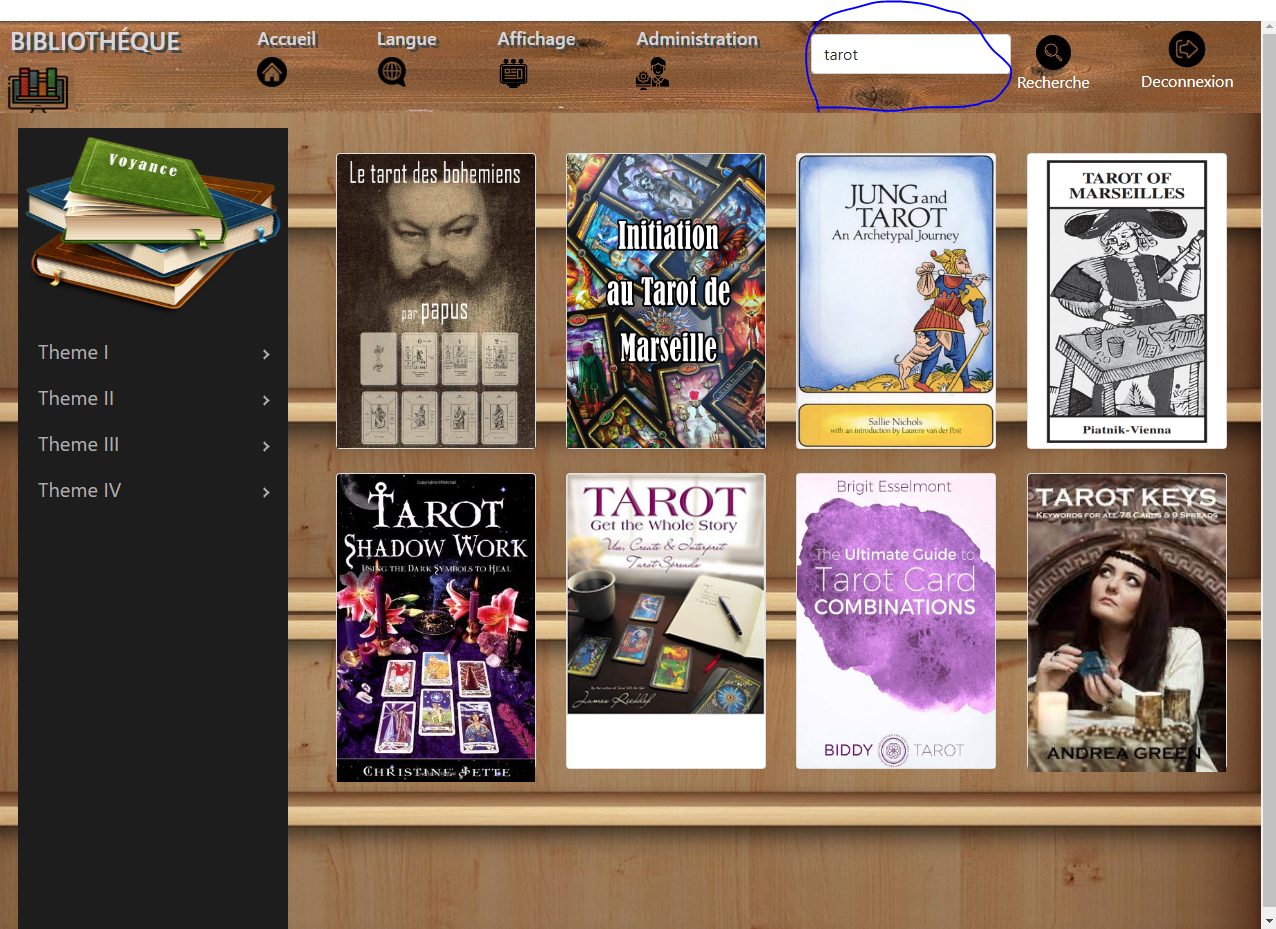 BIBLIOTHÉQUE
Accueil
Langue
Affichage
Administration
tarot
Recherche
Deconnexion
Voyance
Theme I
Theme II
Theme III
Theme IV
Le tarot des bohemiens
par papus
Initiation
au Tarot de
Marseille
JUNG and
TAROT
An Archetypal Journey
Sallie Nichols
with an introduction by Laurens van der Post
TAROT OF
MARSEILLES
Piatnik-Vienna
TAROT
SHADOW WORK
USING THE DARK SYMBOLS TO HEAL
CHRISTINE JETTE
TAROT
Get the Whole Story
Use, Create & Interpret
Tarot Spreads
James Ricklef
Brigit Esselmont
The Ultimate Guide to
Tarot Card
COMBINATIONS
BIDDY TAROT
TAROT KEYS
KEYWORDS FOR ALL 78 CARDS & 9 SPREADS
ANDREA GREEN